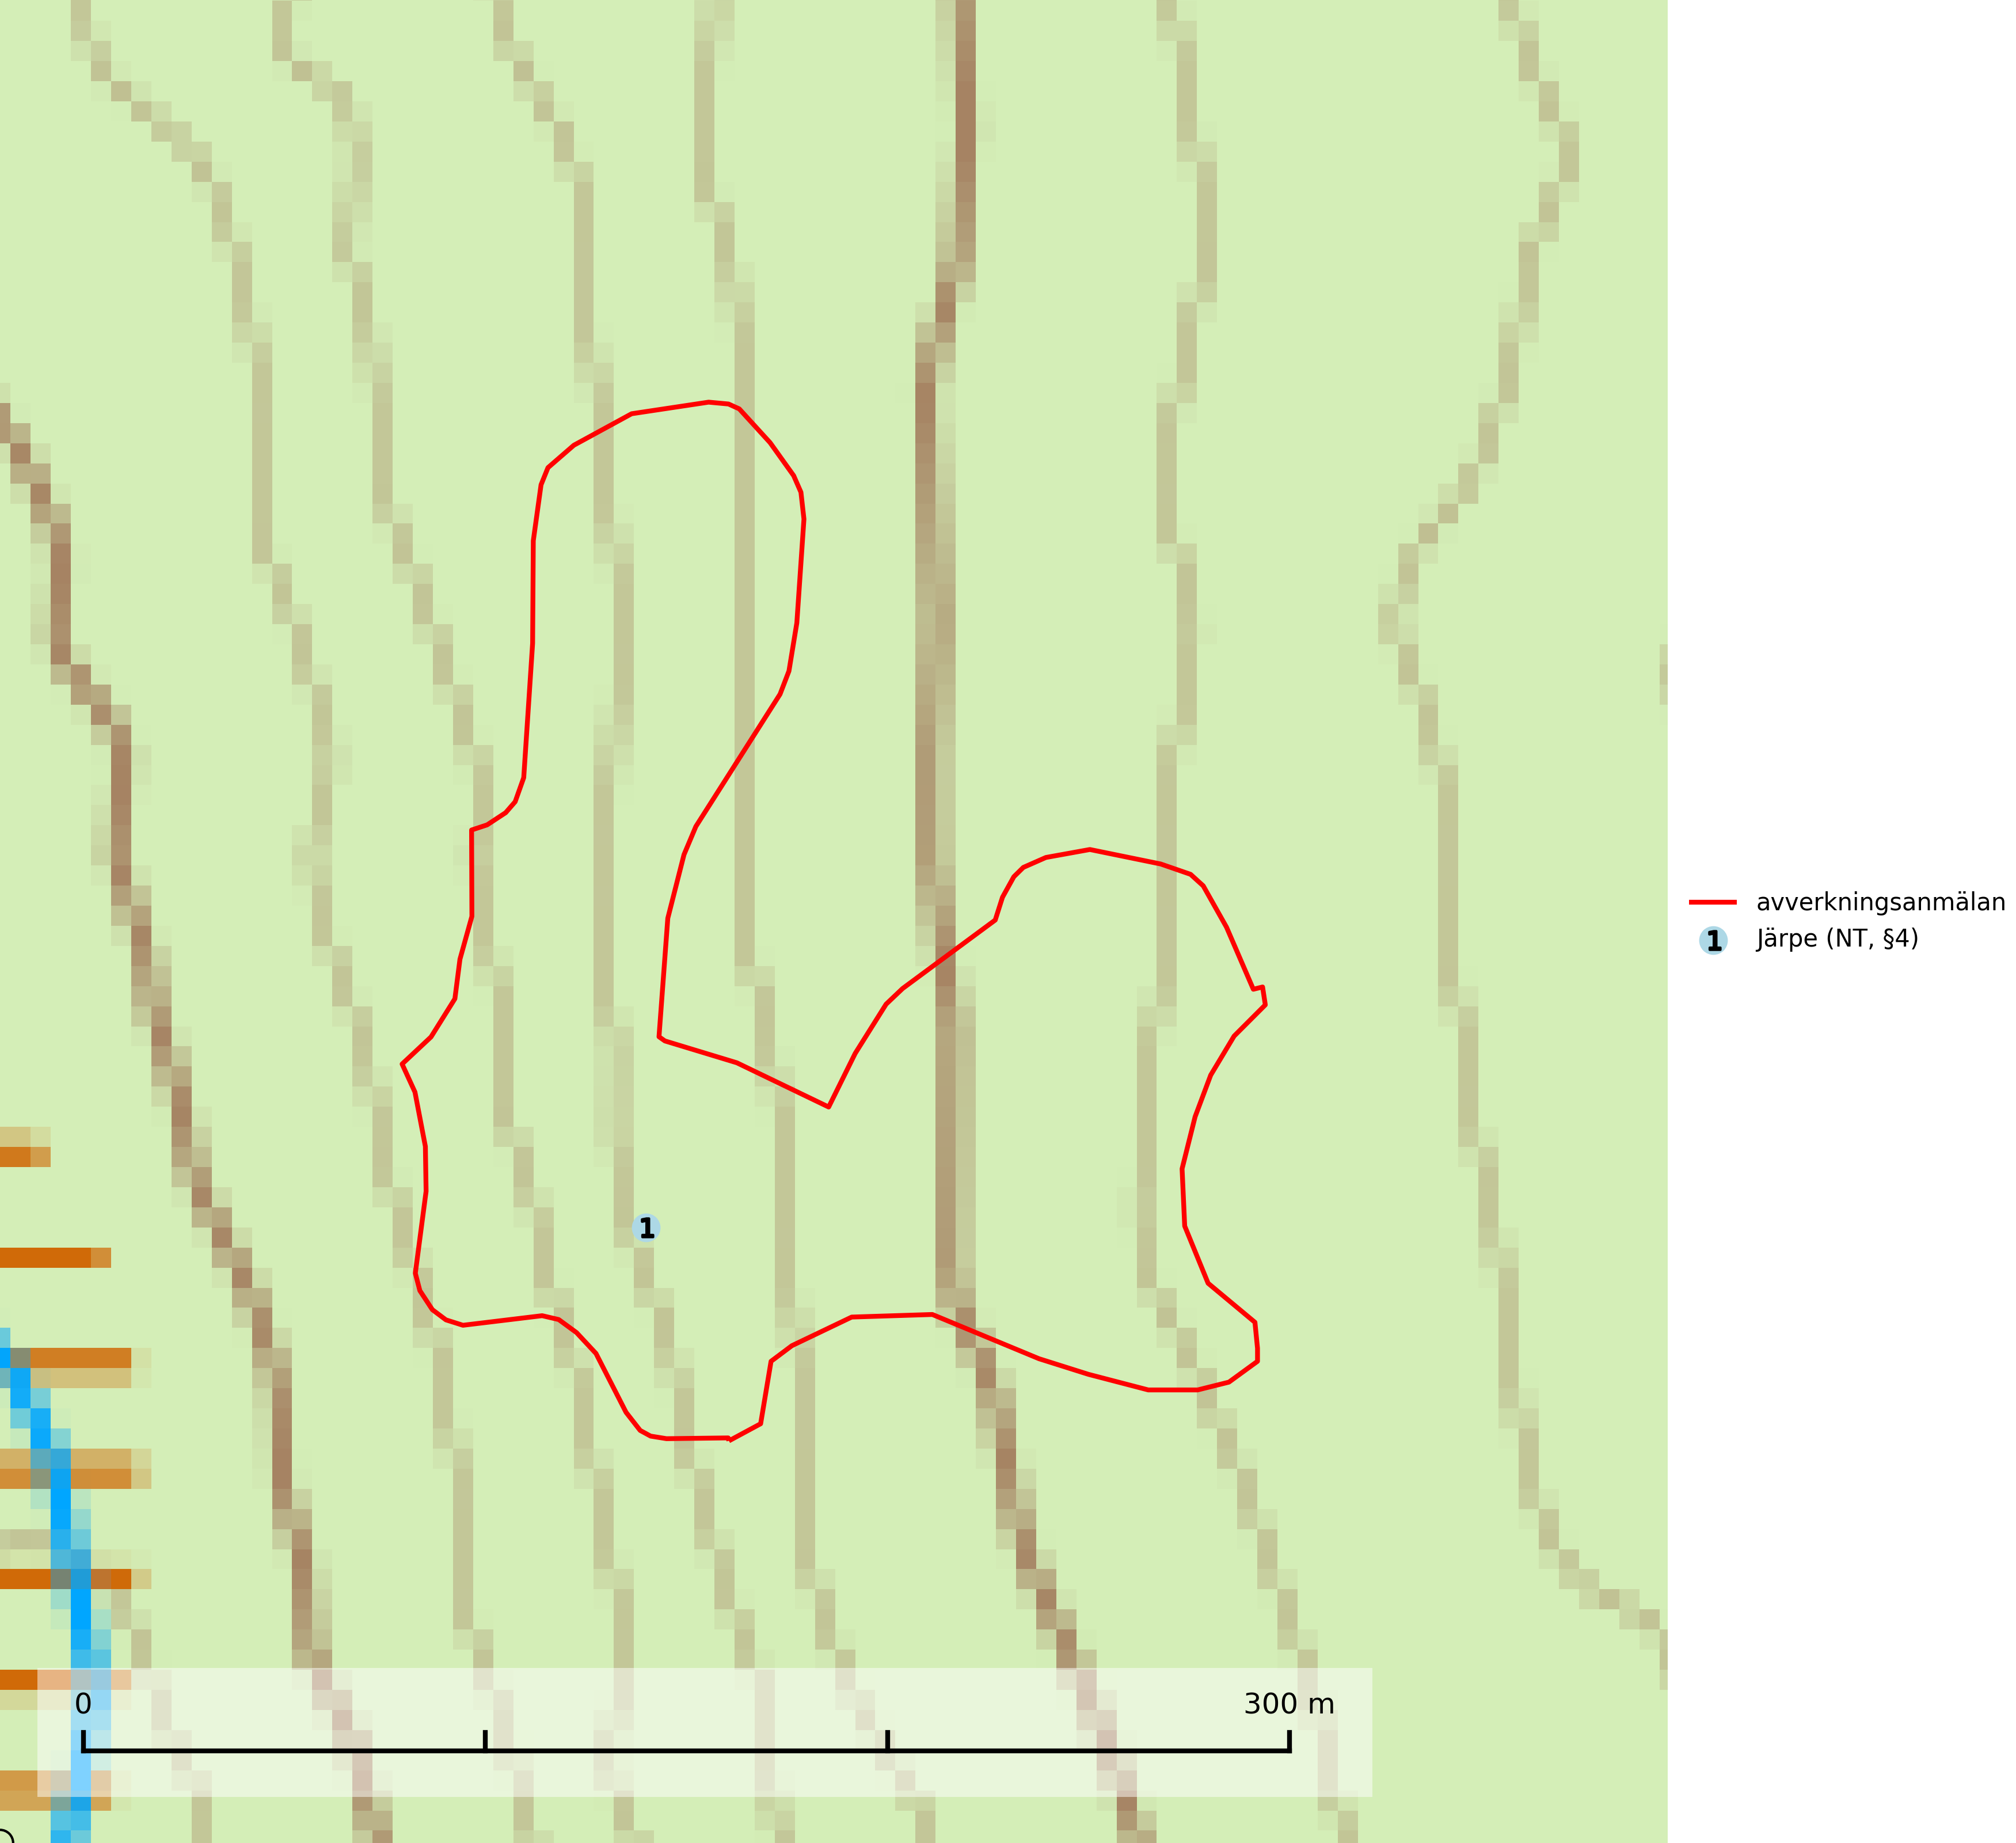 avverkningsanmälan
1 Järpe (NT, §4)
1
0 300 m